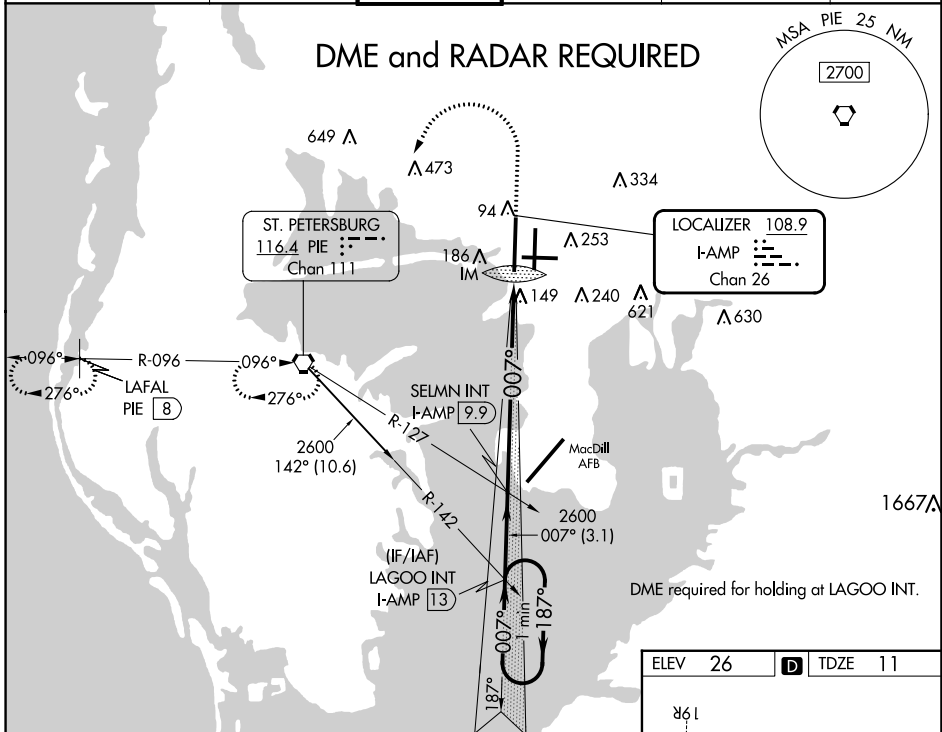 DME and RADAR REQUIRED
MSA PIE 25 NM
2700
649
473
334
94
ST. PETERSBURG
116.4 PIE
Chan 111
LOCALIZER 108.9
I-AMP
Chan 26
253
186
IM
149
240
621
630
096°
R-096
096°
276°
LAFAL
PIE 8
276°
007°
SELMN INT
I-AMP 9.9
R-127
MacDill
AFB
2600
142° (10.6)
R-142
1667
2600
007° (3.1)
(IF/IAF)
LAGOO INT
I-AMP 13
DME required for holding at LAGOO INT.
007°
1 min
187°
187°
ELEV 26 D TDZE 11
19R